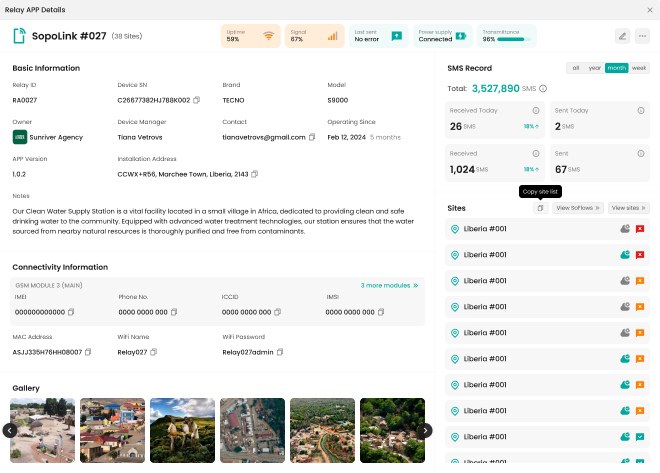 Relay APP Details
SopoLink #027 (38 Sites)
Uptime
59%
Signal
67%
Last sent
No error
Power supply
Connected
Transmittance
96%
Basic Information
Relay ID
RA0027
Device SN
C26677382HJ788K002
Brand
TECNO
Model
S9000
Owner
Sunriver Agency
Device Manager
Tiana Vetrovs
Contact
tianavetrovs@gmail.com
Operating Since
Feb 12, 2024 5 months
APP Version
1.0.2
Installation Address
CCWX+R56, Marchee Town, Liberia, 2143
Notes
Our Clean Water Supply Station is a vital facility located in a small village in Africa, dedicated to providing clean and safe
drinking water to the community. Equipped with advanced water treatment technologies, our station ensures that the water
sourced from nearby natural resources is thoroughly purified and free from contaminants.
Connectivity Information
GSM MODULE 3 (MAIN)
3 more modules
IMEI
000000000000
Phone No.
0000 0000 000
ICCID
0000 0000 000
IMSI
0000 0000 000
MAC Address
ASJJ335H76HH08007
WiFi Name
Relay027
WiFi Password
Relay027admin
Gallery
SMS Record
all year month week
Total: 3,527,890 SMS
Received Today
26 SMS 18%
Sent Today
2 SMS
Received
1,024 SMS 18%
Sent
67 SMS
Copy site list
Sites
View SoFlows
View sites
Liberia #001
Liberia #001
Liberia #001
Liberia #001
Liberia #001
Liberia #001
Liberia #001
Liberia #001
Liberia #001
Liberia #001